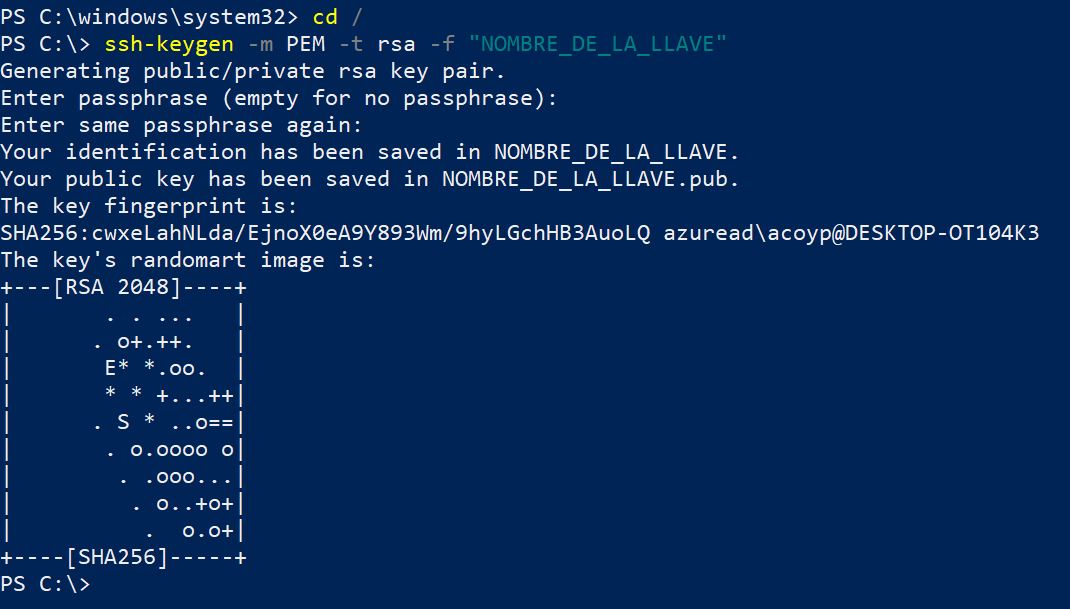 PS C:\windows\system32> cd /
PS C:\> ssh-keygen -m PEM -t rsa -f "NOMBRE_DE_LA_LLAVE"
Generating public/private rsa key pair.
Enter passphrase (empty for no passphrase):
Enter same passphrase again:
Your identification has been saved in NOMBRE_DE_LA_LLAVE.
Your public key has been saved in NOMBRE_DE_LA_LLAVE.pub.
The key fingerprint is:
SHA256:cwxeLahNLda/EjnoX0eA9Y893Wm/9hyLGchHB3AuoLQ azuread\acoyp@DESKTOP-OT104K3
The key's randomart image is:
+---[RSA 2048]----+
|       . . ...   |
|      . o+.++.   |
|       E* *.oo.  |
|       * * +...++|
|      . S * ..o==|
|       . o.oooo o|
|        . .ooo...|
|         . o..+o+|
|          .  o.o+|
+----[SHA256]-----+
PS C:\>